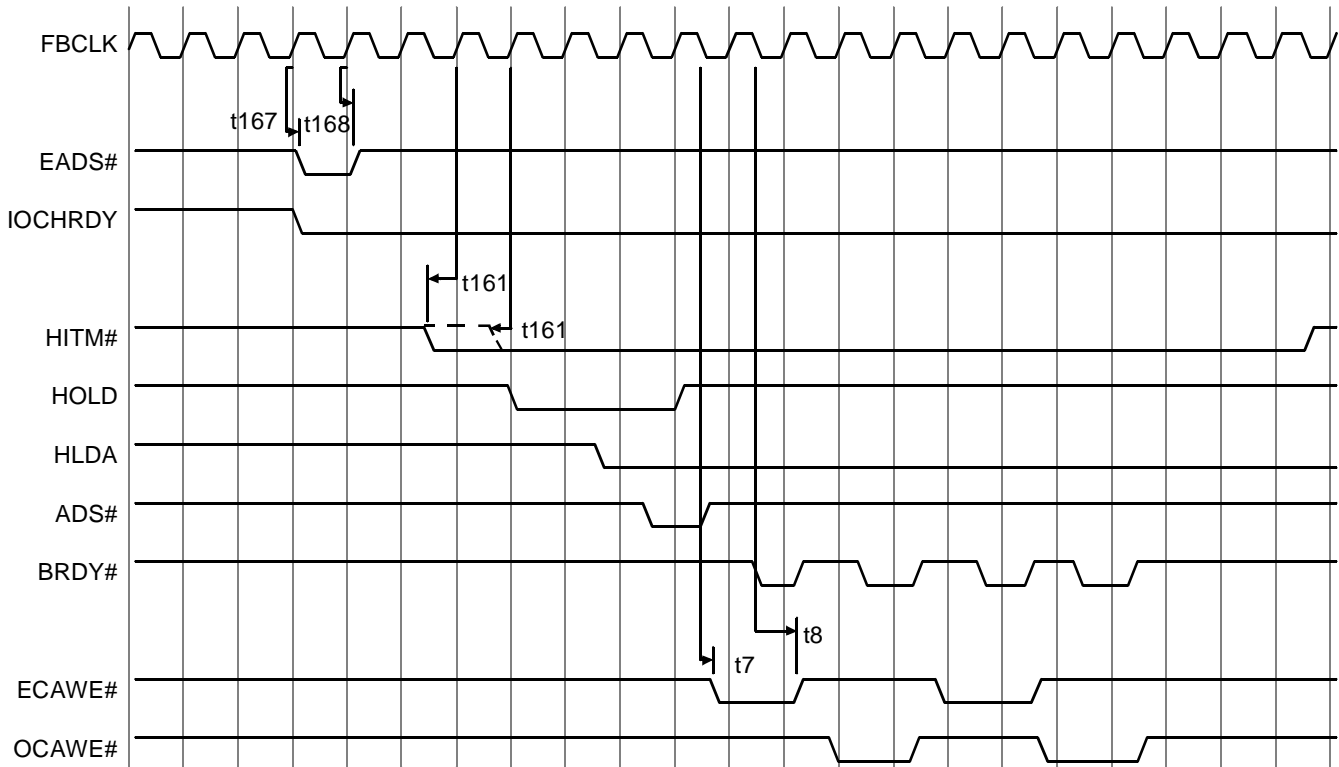 FBCLK
t167 t168
EADS#
IOCHRDY
t161
HITM#
t161
HOLD
HLDA
ADS#
BRDY#
t8
t7
ECAWE#
OCAWE#